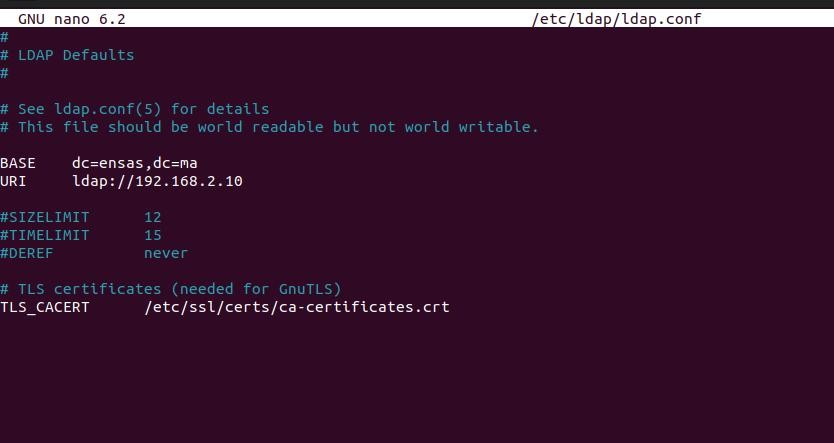 GNU nano 6.2 /etc/ldap/ldap.conf
#
# LDAP Defaults
#
# See ldap.conf(5) for details
# This file should be world readable but not world writable.
BASE dc=ensas,dc=ma
URI ldap://192.168.2.10
#SIZELIMIT 12
#TIMELIMIT 15
#DEREF never
# TLS certificates (needed for GnuTLS)
TLS_CACERT /etc/ssl/certs/ca-certificates.crt